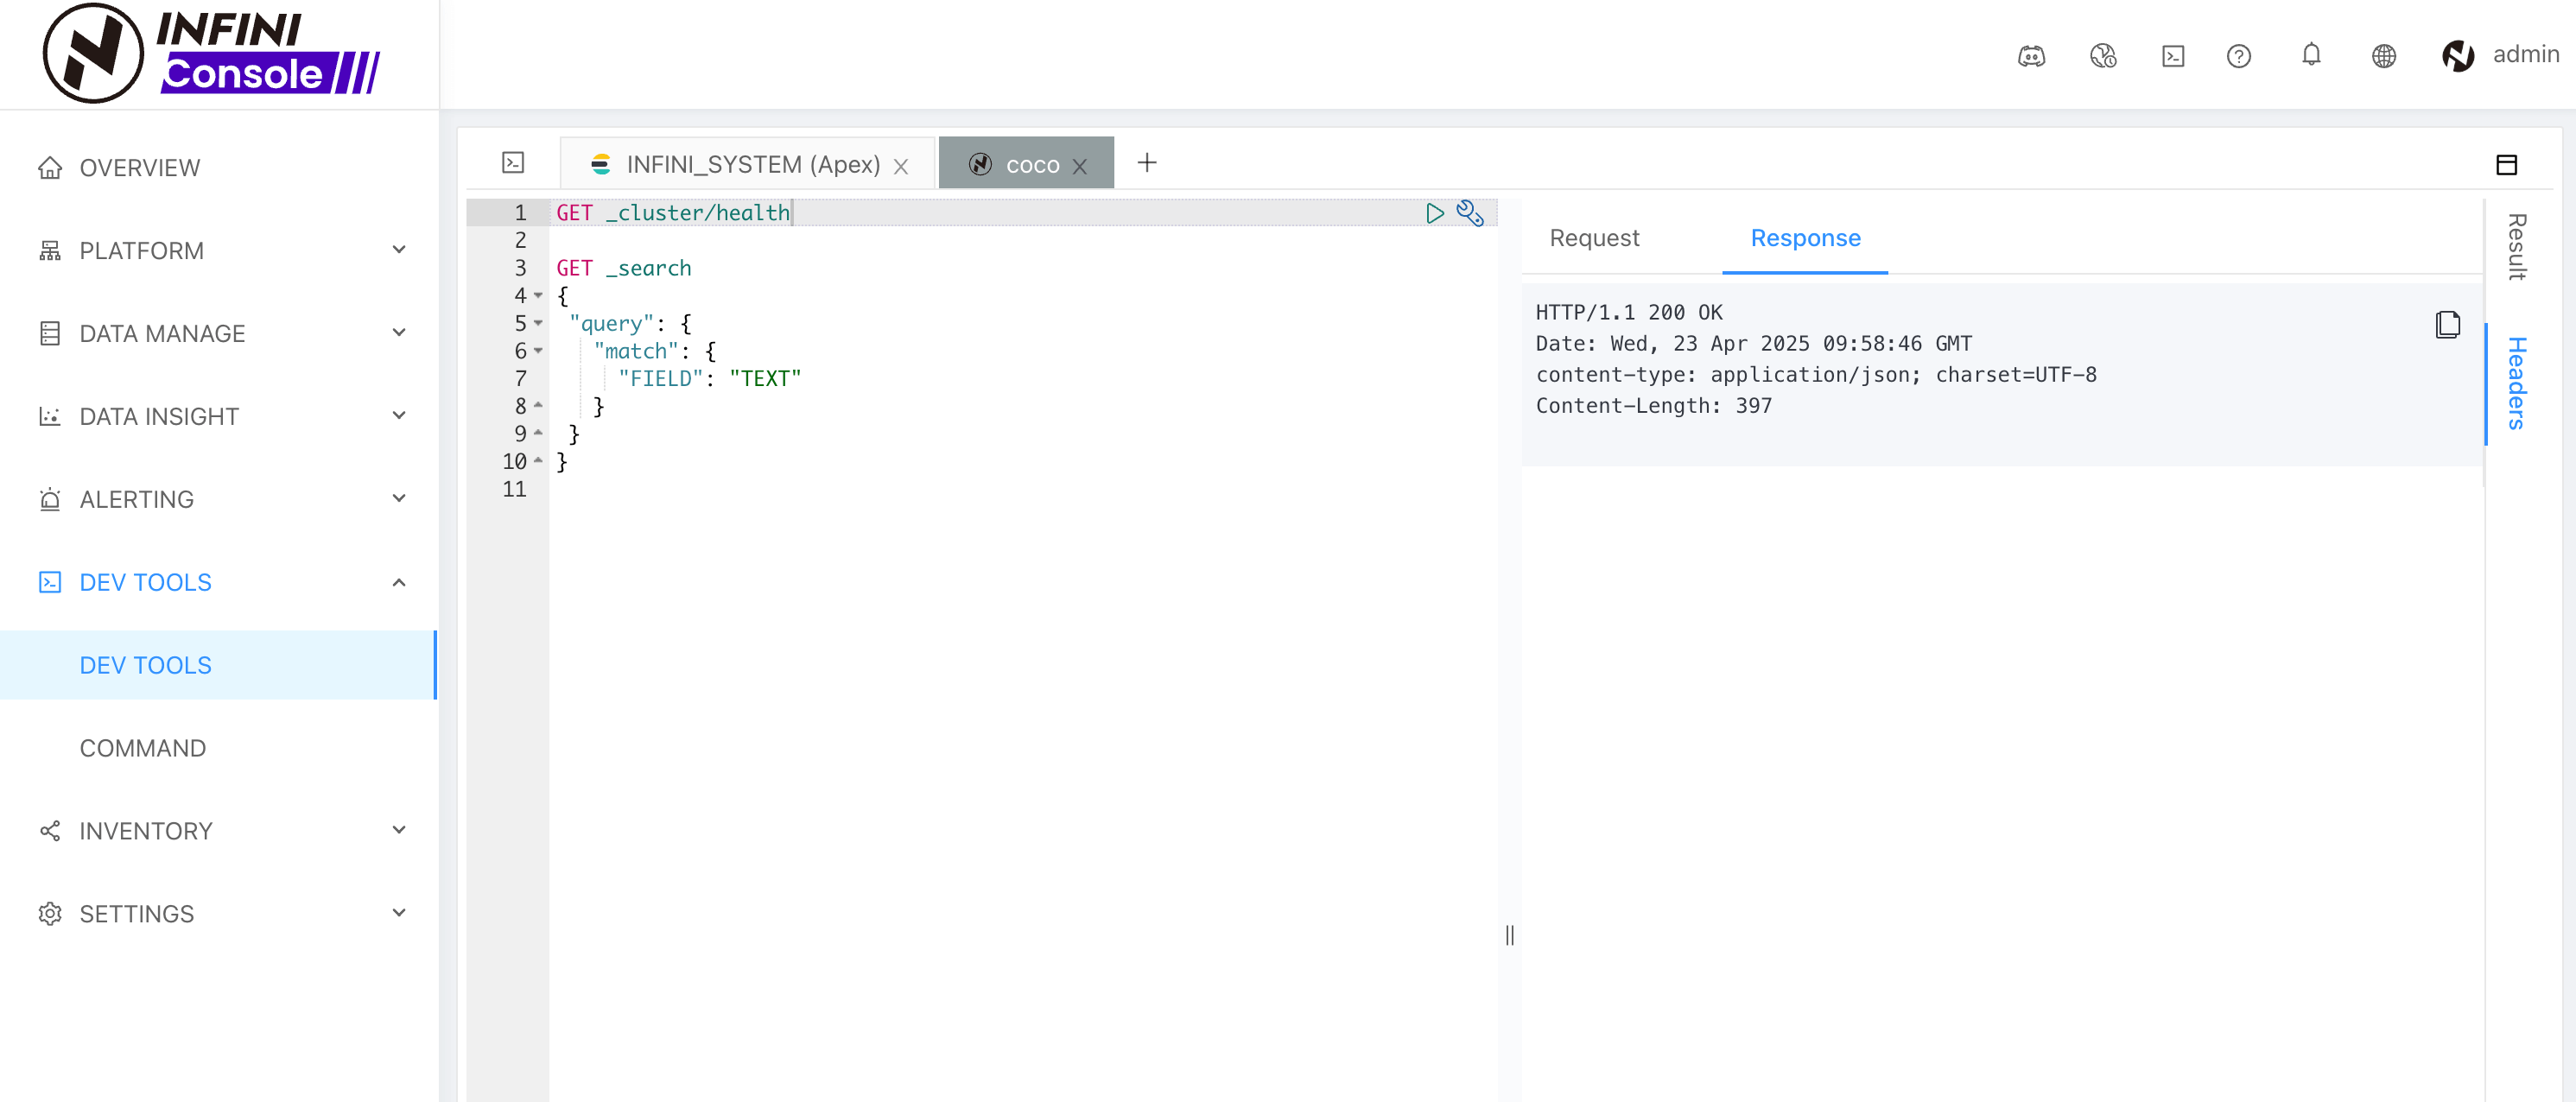 INFINI
Console
admin
OVERVIEW
PLATFORM
DATA MANAGE
DATA INSIGHT
ALERTING
DEV TOOLS
DEV TOOLS
COMMAND
INVENTORY
SETTINGS
INFINI_SYSTEM (Apex)
coco
1 GET _cluster/health
2
3 GET _search
4 {
5 "query": {
6 "match": {
7 "FIELD": "TEXT"
8 }
9 }
10 }
11
Request
Response
HTTP/1.1 200 OK
Date: Wed, 23 Apr 2025 09:58:46 GMT
content-type: application/json; charset=UTF-8
Content-Length: 397
Result
Headers